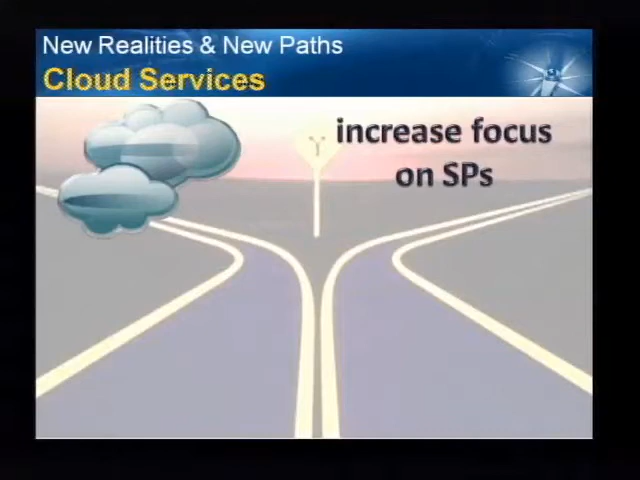 New Realities & New Paths
Cloud Services
increase focus
on SPs